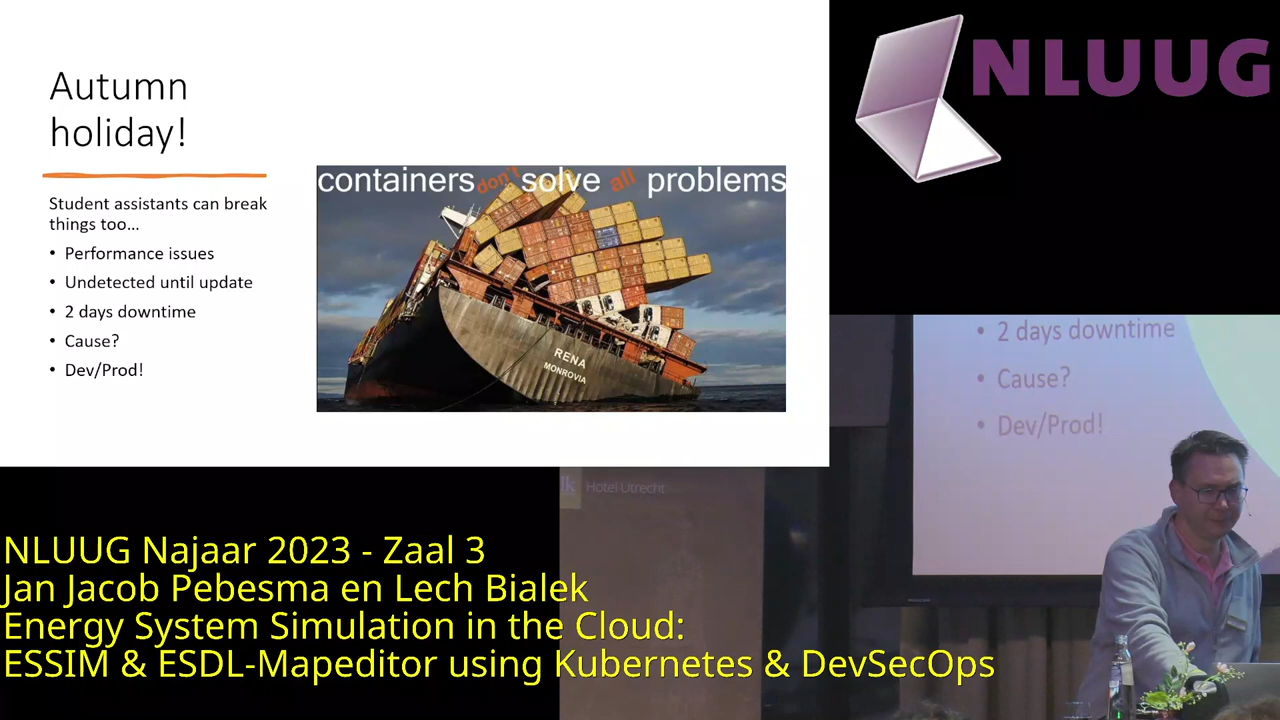 Autumn
holiday!
Student assistants can break
things too...
• Performance issues
• Undetected until update
• 2 days downtime
• Cause?
• Dev/Prod!
containers don't solve all problems
RENA
MONROVIA
NLUUG
• 2 days downtime
• Cause?
• Dev/Prod!
lk Hotel Utrecht
NLUUG Najaar 2023 - Zaal 3
Jan Jacob Pebesma en Lech Bialek
Energy System Simulation in the Cloud:
ESSIM & ESDL-Mapeditor using Kubernetes & DevSecOps